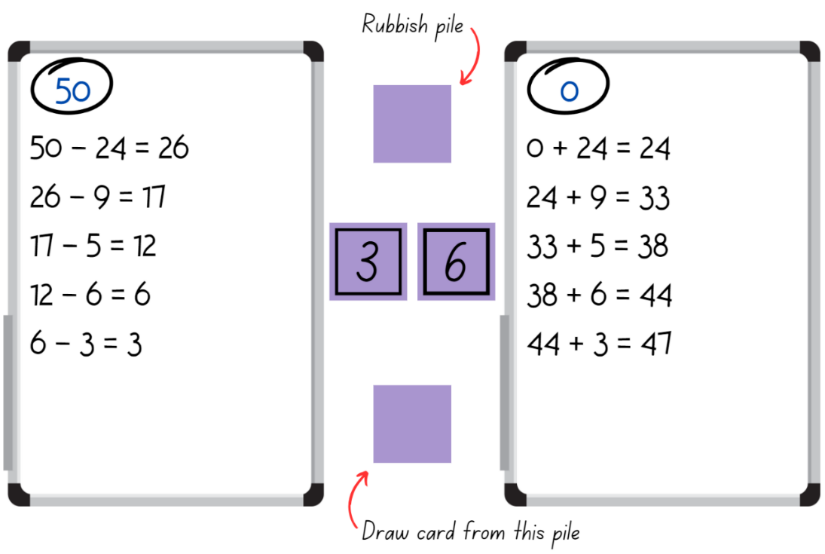 Rubbish pile
50
50 – 24 = 26
26 – 9 = 17
17 – 5 = 12
12 – 6 = 6
6 – 3 = 3
3
6
0
0 + 24 = 24
24 + 9 = 33
33 + 5 = 38
38 + 6 = 44
44 + 3 = 47
Draw card from this pile